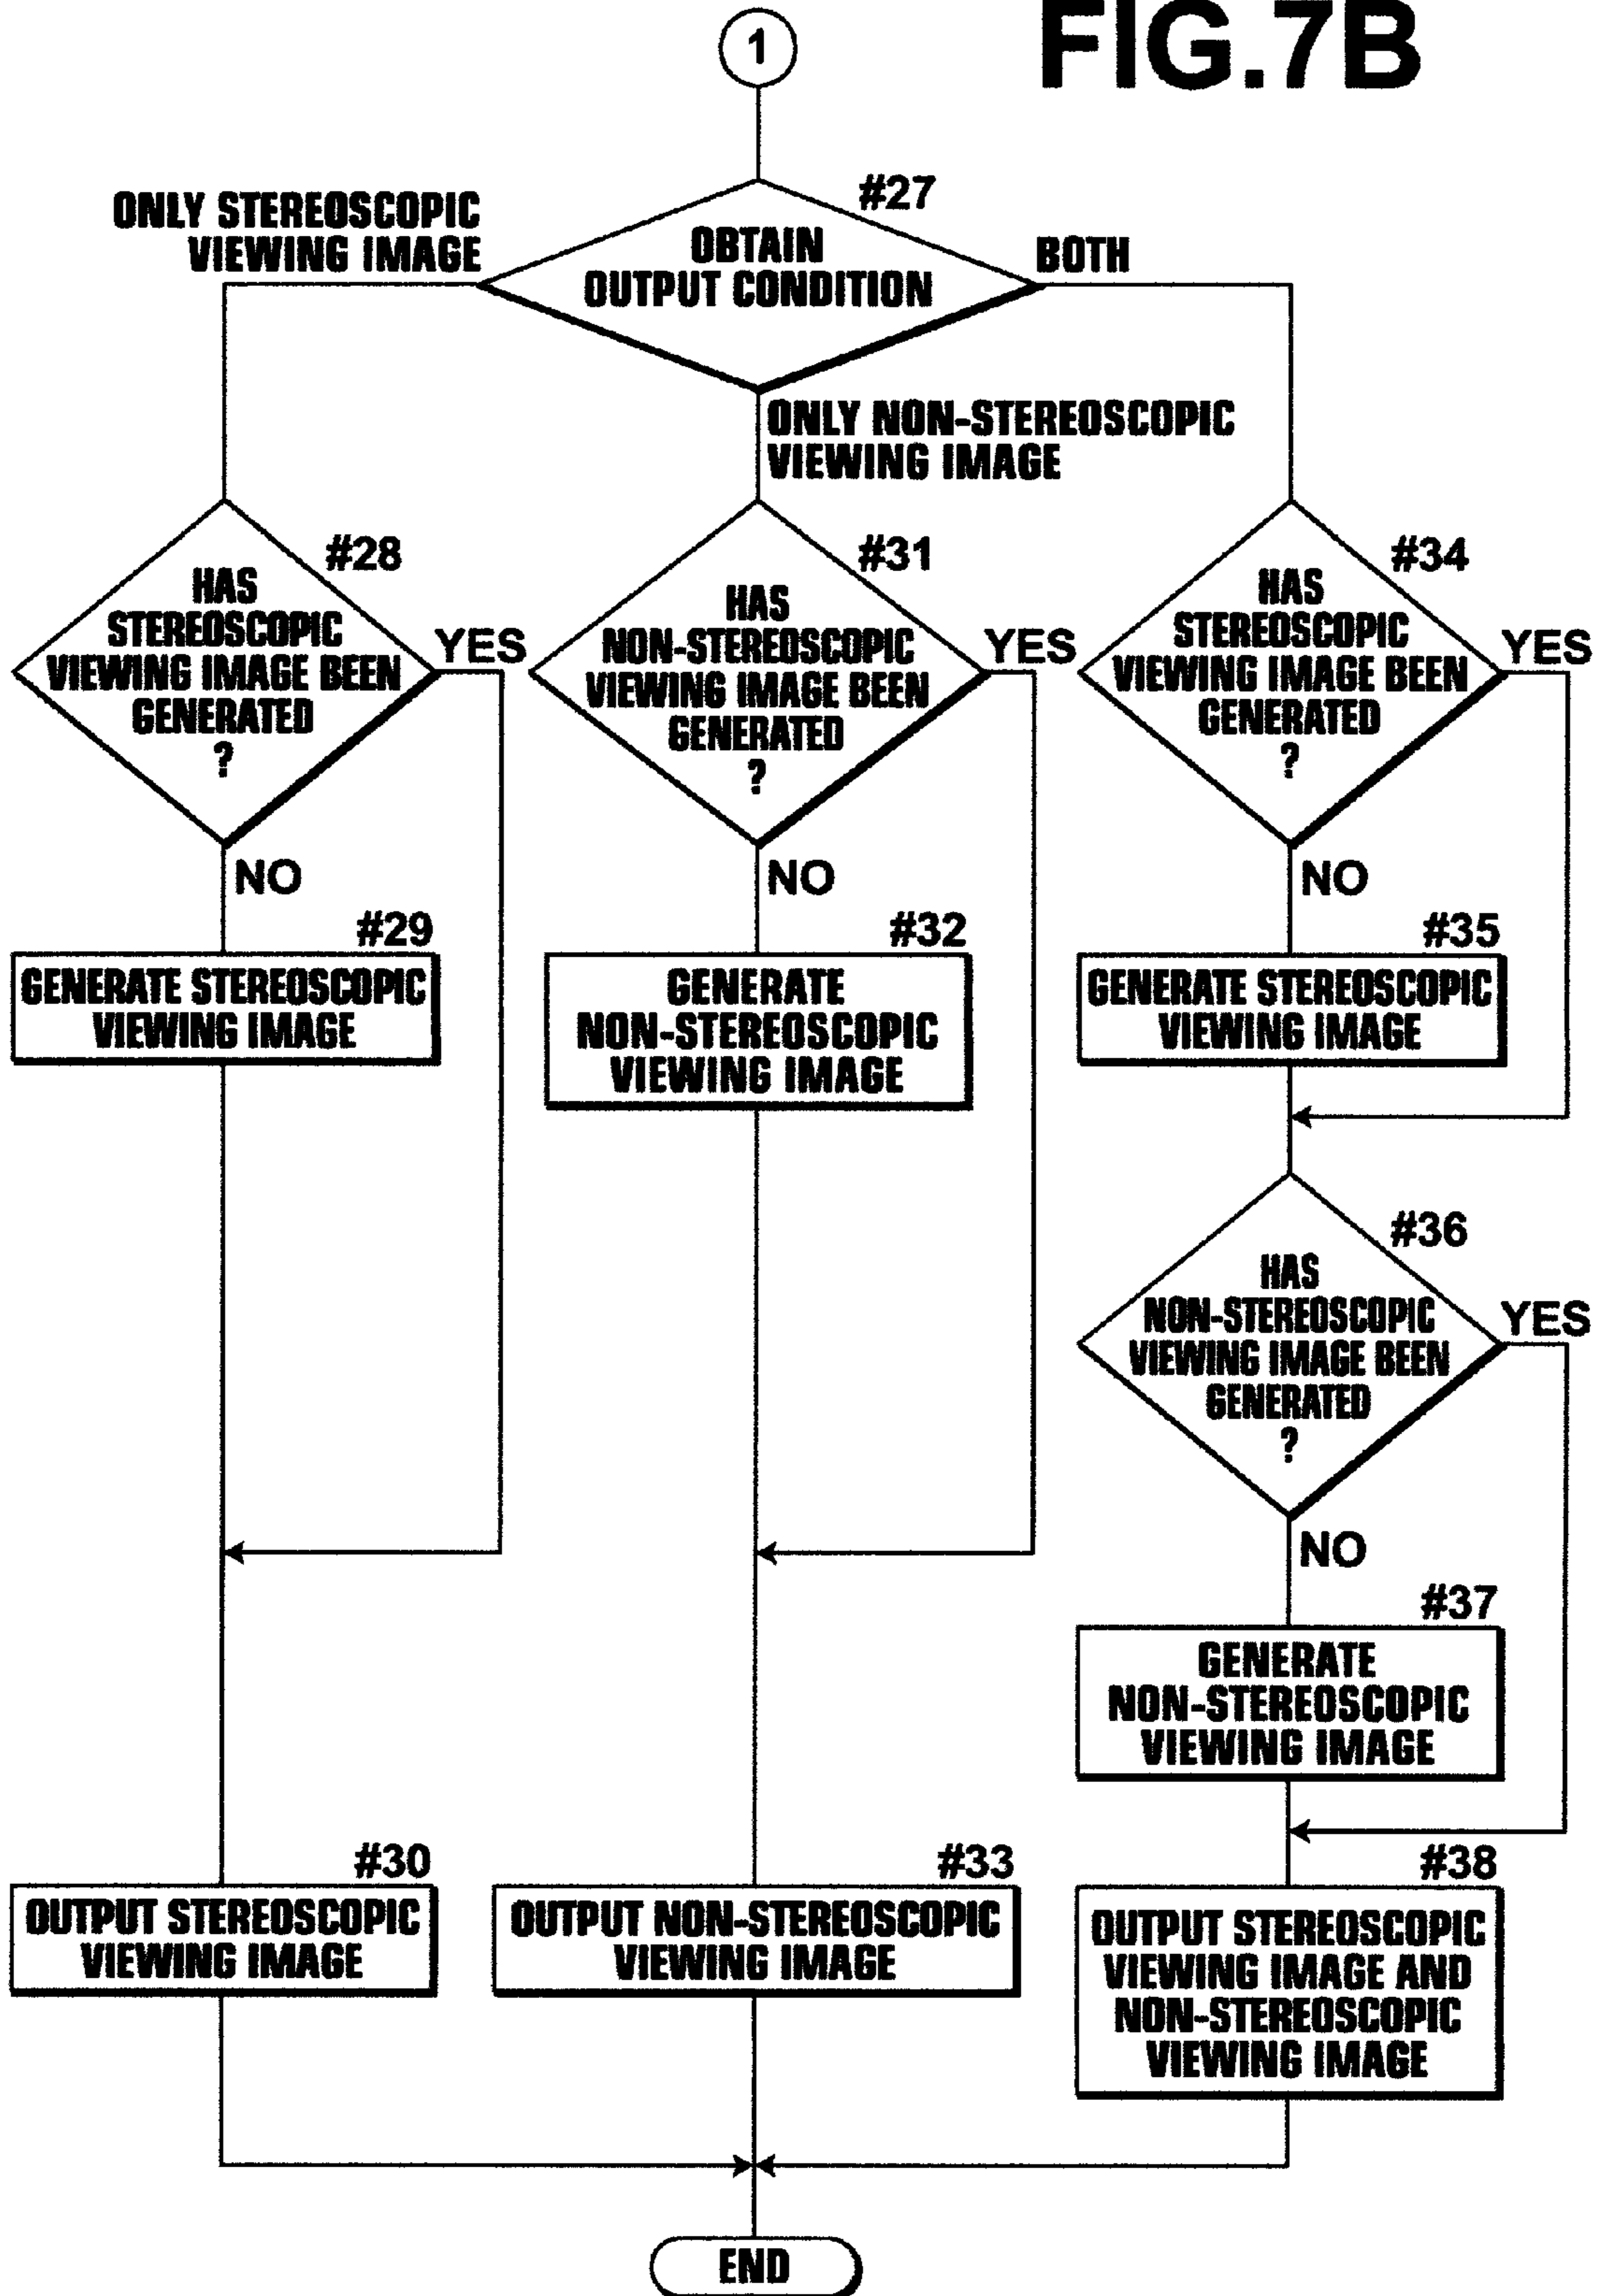 FIG.7B
1
#27
OBTAIN
OUTPUT CONDITION
ONLY STEREOSCOPIC
VIEWING IMAGE
BOTH
ONLY NON-STEREOSCOPIC
VIEWING IMAGE
#28
HAS
STEREOSCOPIC
VIEWING IMAGE BEEN
GENERATED
?
YES
NO
#29
GENERATE STEREOSCOPIC
VIEWING IMAGE
#30
OUTPUT STEREOSCOPIC
VIEWING IMAGE
#31
HAS
NON-STEREOSCOPIC
VIEWING IMAGE BEEN
GENERATED
?
YES
NO
#32
GENERATE
NON-STEREOSCOPIC
VIEWING IMAGE
#33
OUTPUT NON-STEREOSCOPIC
VIEWING IMAGE
#34
HAS
STEREOSCOPIC
VIEWING IMAGE BEEN
GENERATED
?
YES
NO
#35
GENERATE STEREOSCOPIC
VIEWING IMAGE
#36
HAS
NON-STEREOSCOPIC
VIEWING IMAGE BEEN
GENERATED
?
YES
NO
#37
GENERATE
NON-STEREOSCOPIC
VIEWING IMAGE
#38
OUTPUT STEREOSCOPIC
VIEWING IMAGE AND
NON-STEREOSCOPIC
VIEWING IMAGE
END